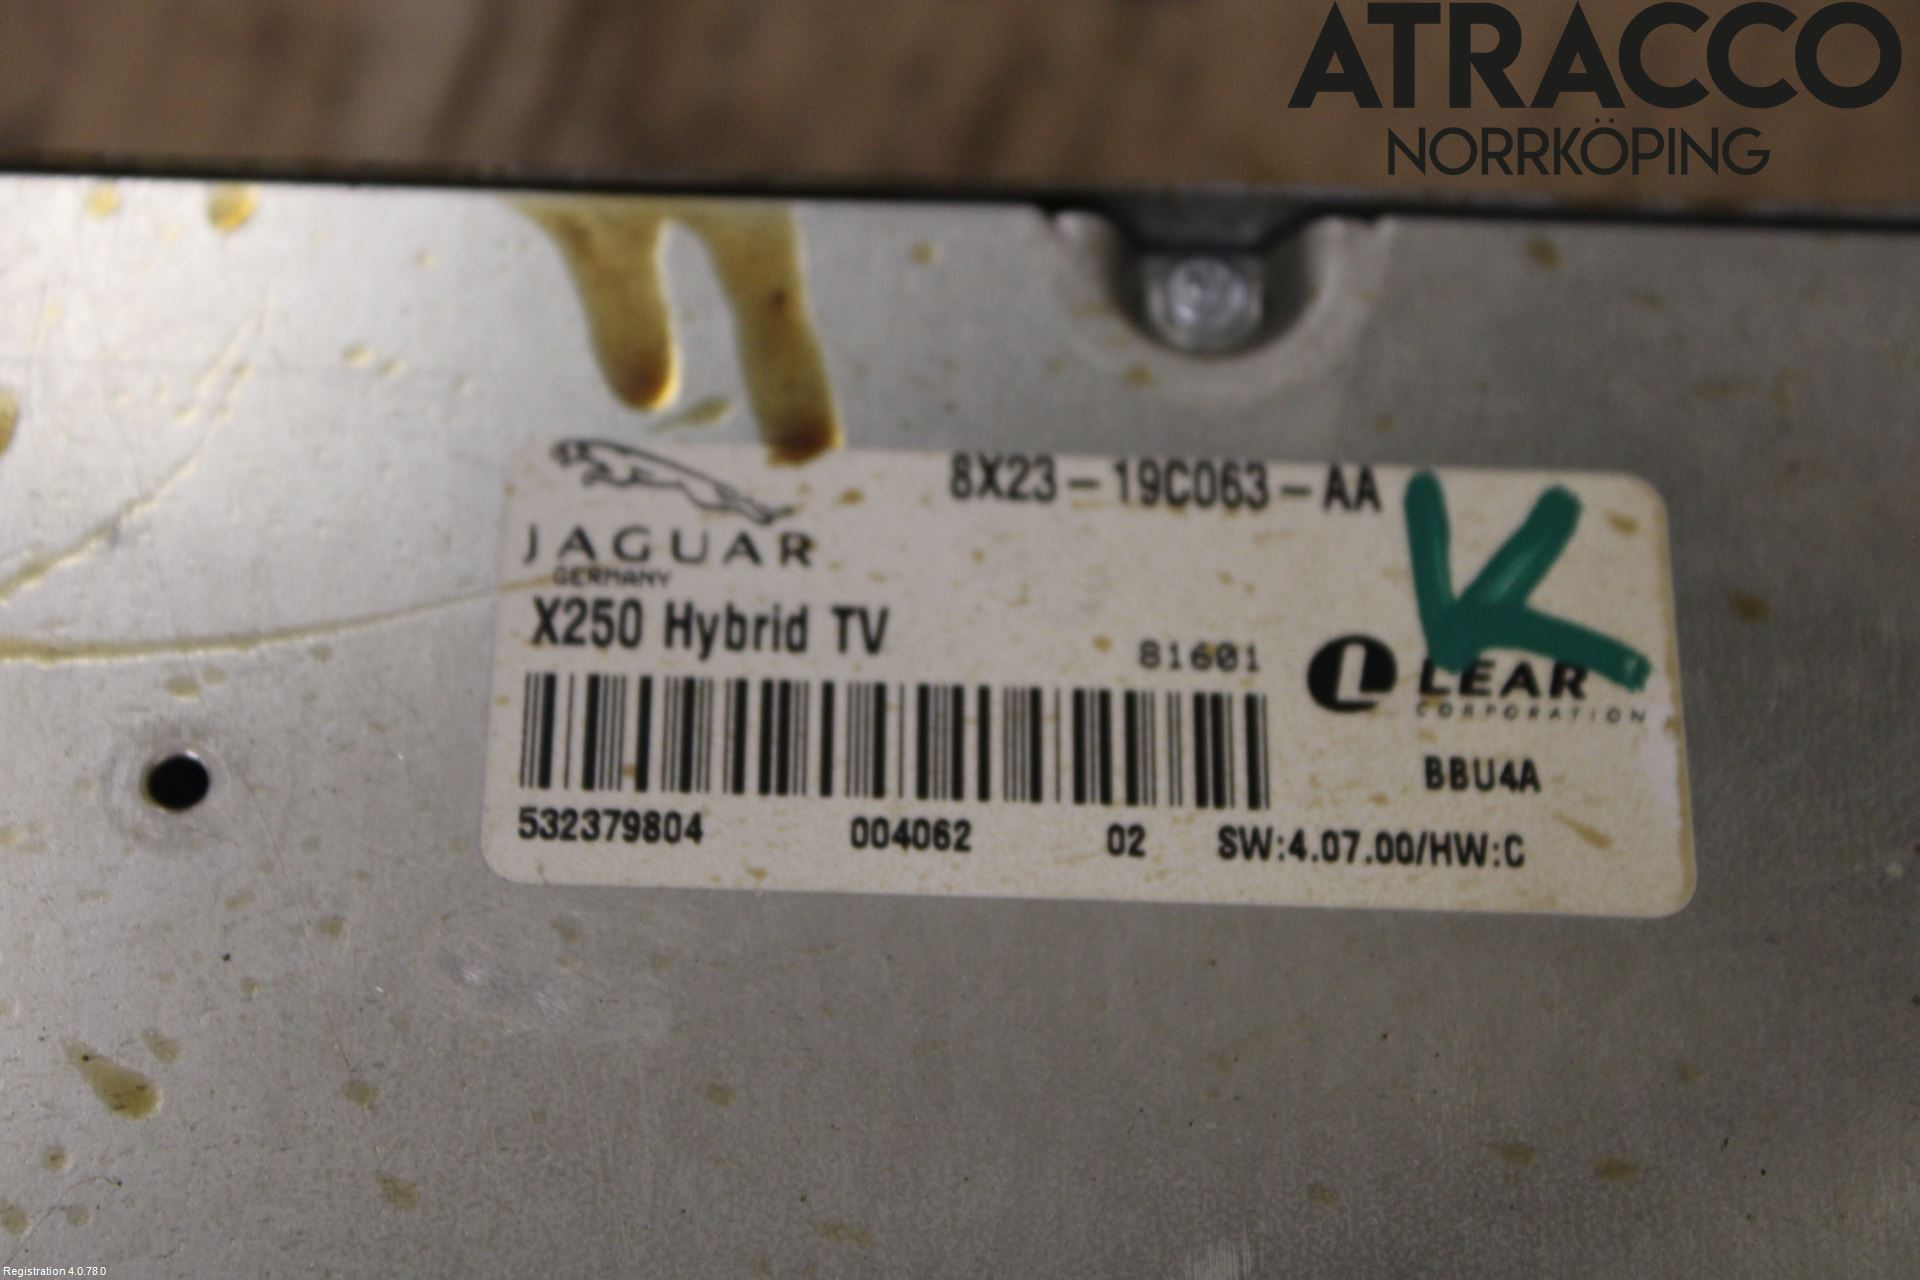 ATRACCO
NORRKÖPING
8X23-19C063-AA
K
JAGUAR
GERMANY
X250 Hybrid TV
81601
LEAR
CORPORATION
BBU4A
532379804 004062 02 SW:4.07.00/HW:C
Registration 4.0.78.0